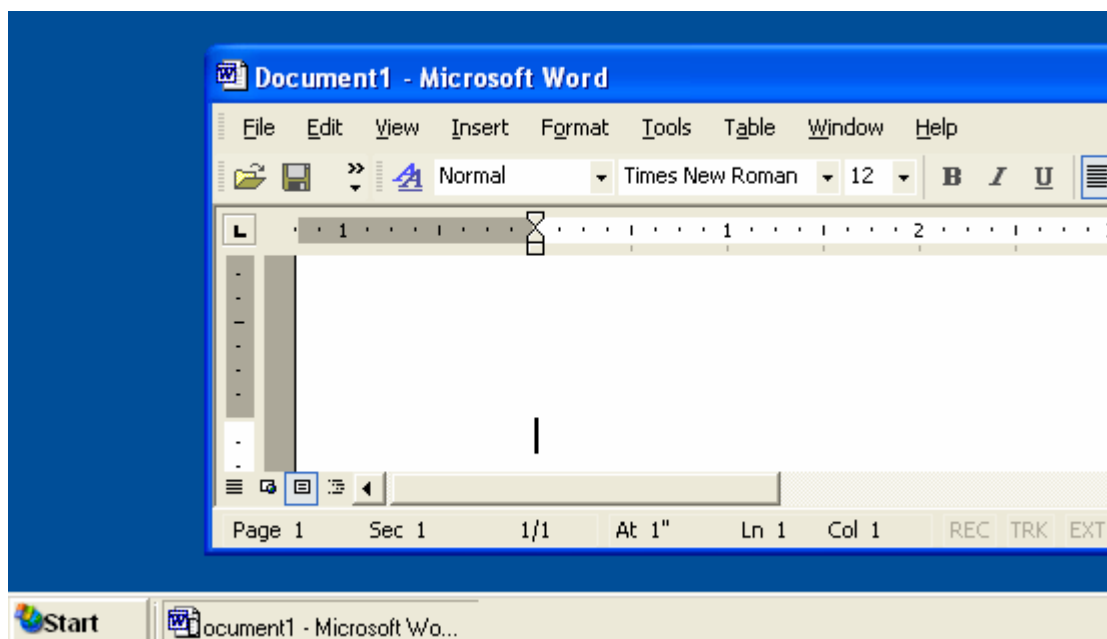 Document1 - Microsoft Word
File Edit View Insert Format Tools Table Window Help
Normal Times New Roman 12 B I U
1 1 2
Page 1 Sec 1 1/1 At 1" Ln 1 Col 1 REC TRK EXT
Start ocument1 - Microsoft Wo...